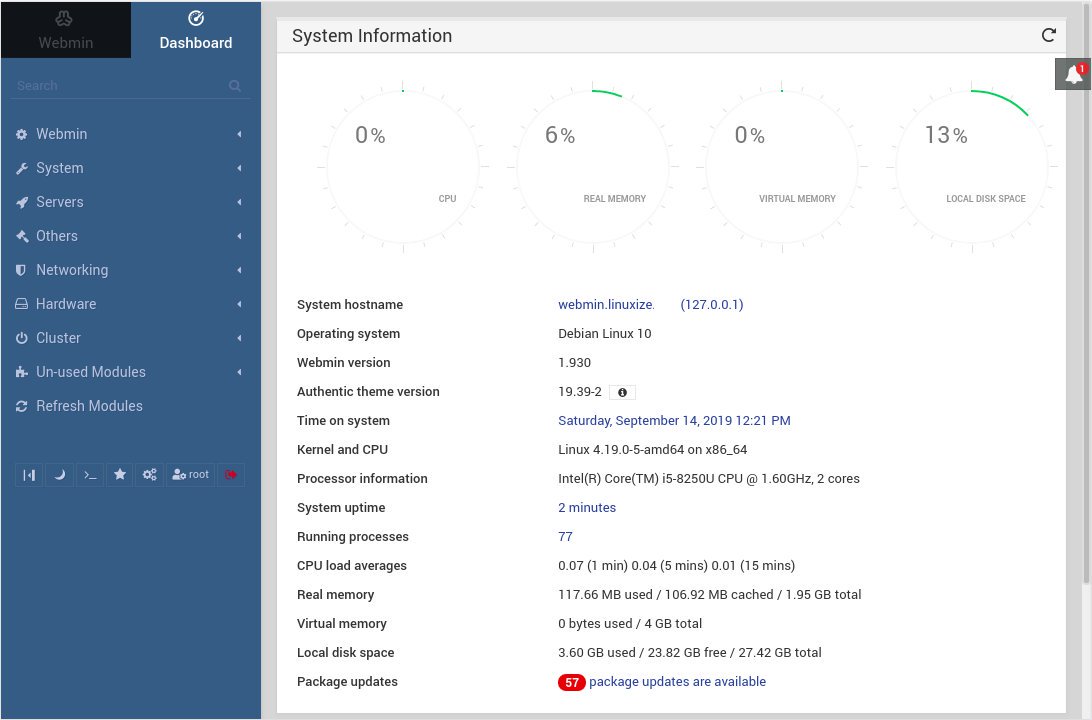 Webmin
Dashboard
Search
Webmin
System
Servers
Others
Networking
Hardware
Cluster
Un-used Modules
Refresh Modules
root
System Information
1
0%
CPU
6%
REAL MEMORY
0%
VIRTUAL MEMORY
13%
LOCAL DISK SPACE
System hostname webmin.linuxize. (127.0.0.1)
Operating system Debian Linux 10
Webmin version 1.930
Authentic theme version 19.39-2
Time on system Saturday, September 14, 2019 12:21 PM
Kernel and CPU Linux 4.19.0-5-amd64 on x86_64
Processor information Intel(R) Core(TM) i5-8250U CPU @ 1.60GHz, 2 cores
System uptime 2 minutes
Running processes 77
CPU load averages 0.07 (1 min) 0.04 (5 mins) 0.01 (15 mins)
Real memory 117.66 MB used / 106.92 MB cached / 1.95 GB total
Virtual memory 0 bytes used / 4 GB total
Local disk space 3.60 GB used / 23.82 GB free / 27.42 GB total
Package updates 57 package updates are available